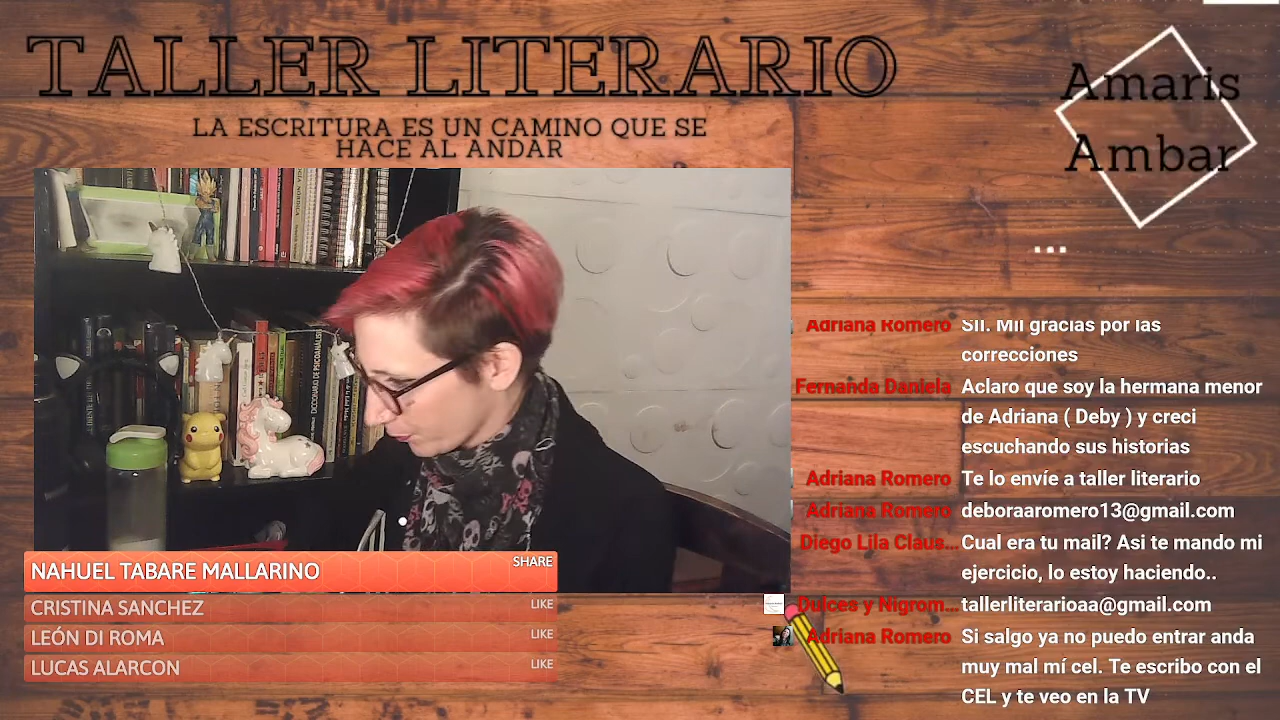 TALLER LITERARIO
LA ESCRITURA ES UN CAMINO QUE SE
HACE AL ANDAR
Amaris
Ambar
...
Adriana Romero SII. Mil gracias por las
correcciones
Fernanda Daniela Aclaro que soy la hermana menor
de Adriana ( Deby ) y creci
escuchando sus historias
Adriana Romero Te lo envíe a taller literario
Adriana Romero deboraaromero13@gmail.com
Diego Lila Claus... Cual era tu mail? Asi te mando mi
ejercicio, lo estoy haciendo..
Dulces y Nigrom... tallerliterarioaa@gmail.com
Adriana Romero Si salgo ya no puedo entrar anda
muy mal mí cel. Te escribo con el
CEL y te veo en la TV
NAHUEL TABARE MALLARINO SHARE
CRISTINA SANCHEZ LIKE
LEÓN DI ROMA LIKE
LUCAS ALARCON LIKE
DICCIONARIO DE PSICOANÁLISIS